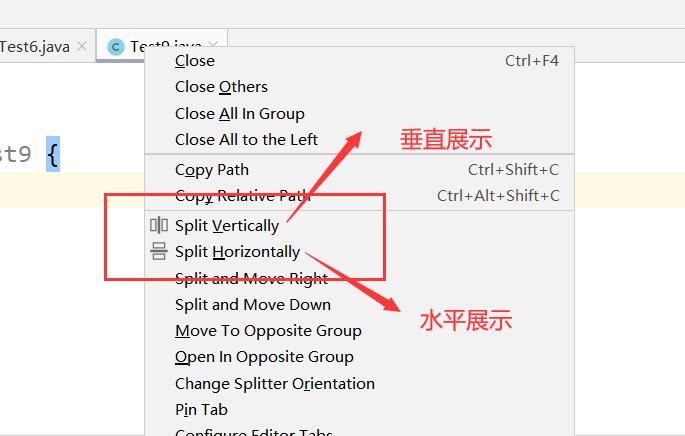 Test6.java
C Test9.java
Close Ctrl+F4
Close Others
Close All In Group
Close All to the Left
垂直展示
st9 {
Copy Path Ctrl+Shift+C
Copy Relative Path Ctrl+Alt+Shift+C
Split Vertically
Split Horizontally
Split and Move Right
Split and Move Down
水平展示
Move To Opposite Group
Open In Opposite Group
Change Splitter Orientation
Pin Tab
Configure Editor Tabs